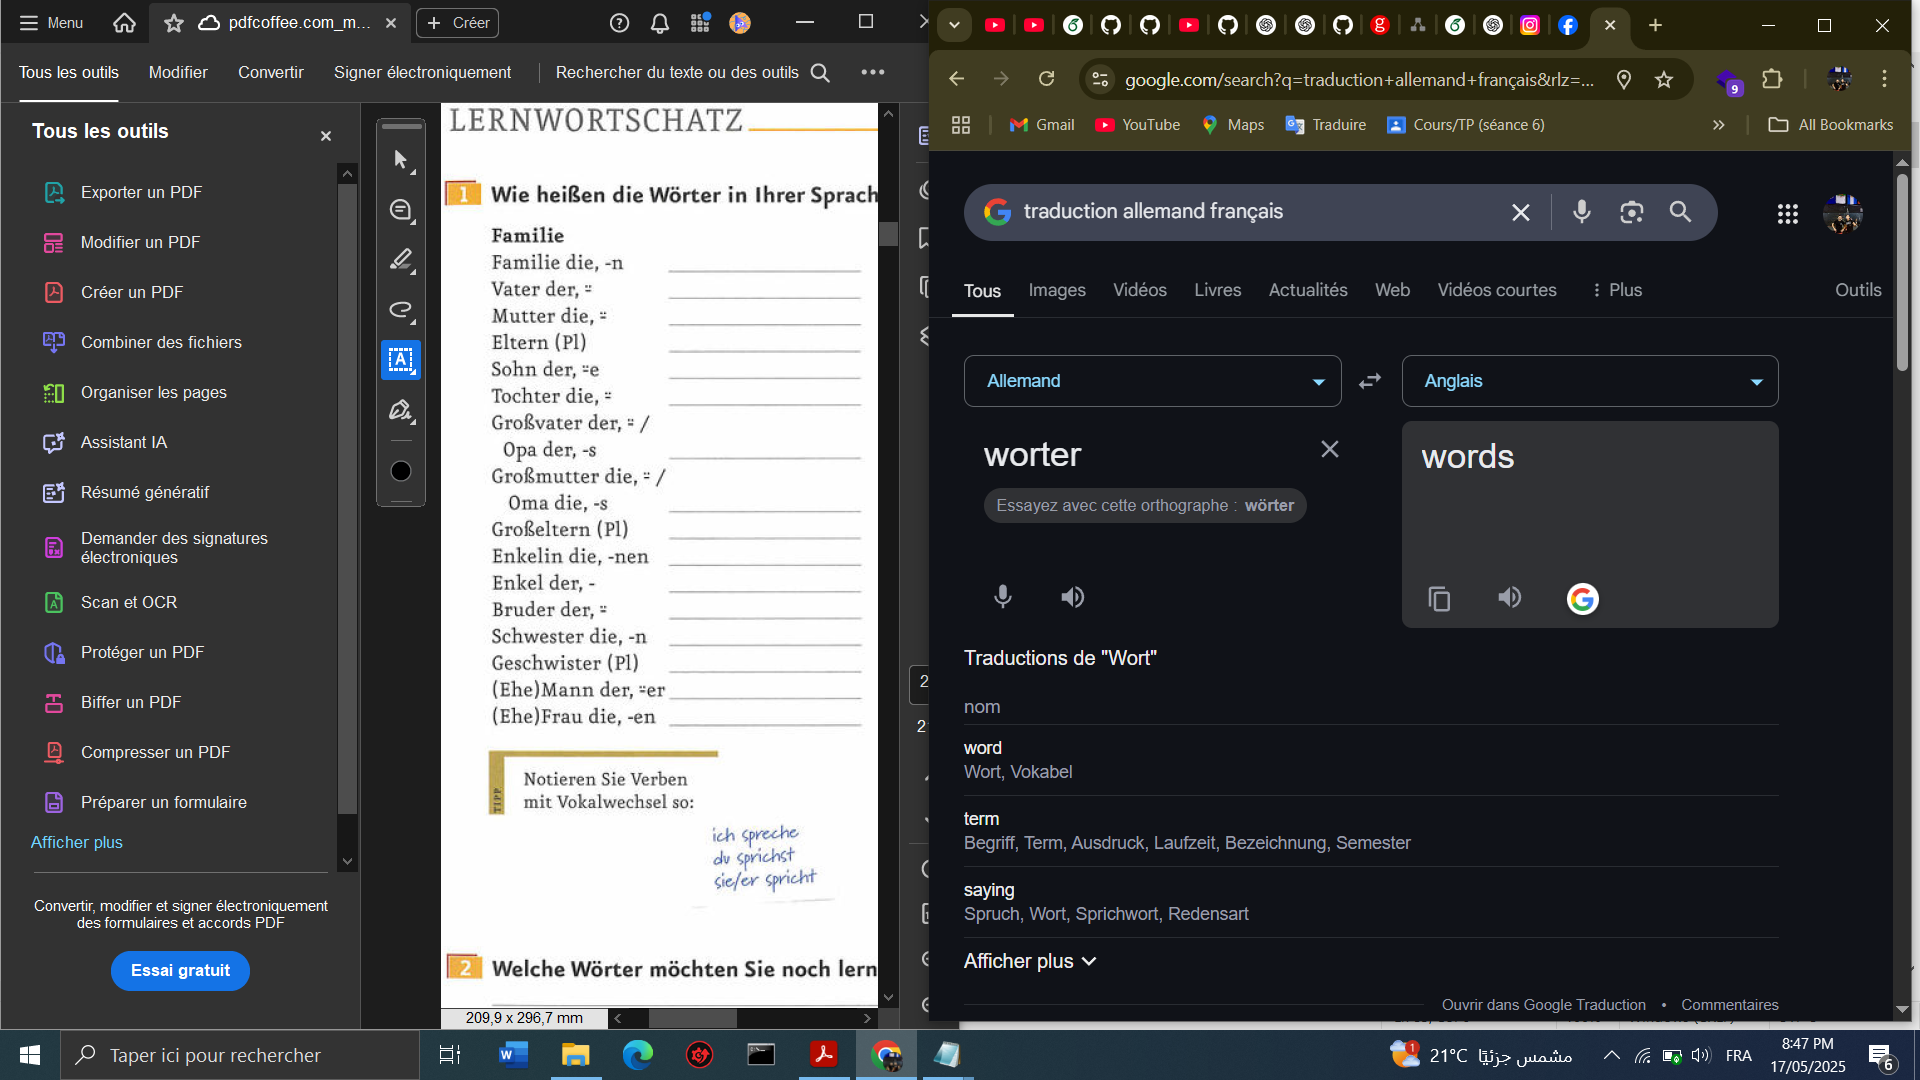 Menu
pdfcoffee.com_m...
Créer
Tous les outils
Modifier
Convertir
Signer électroniquement
Rechercher du texte ou des outils
Tous les outils
Exporter un PDF
Modifier un PDF
Créer un PDF
Combiner des fichiers
Organiser les pages
Assistant IA
Résumé génératif
Demander des signatures
électroniques
Scan et OCR
Protéger un PDF
Biffer un PDF
Compresser un PDF
Préparer un formulaire
Afficher plus
Convertir, modifier et signer électroniquement
des formulaires et accords PDF
Essai gratuit
LERNWORTSCHATZ
1 Wie heißen die Wörter in Ihrer Sprach
Familie
Familie die, -n
Vater der, ⸚
Mutter die, ⸚
Eltern (Pl)
Sohn der, ⸚e
Tochter die, ⸚
Großvater der, ⸚ /
Opa der, -s
Großmutter die, ⸚ /
Oma die, -s
Großeltern (Pl)
Enkelin die, -nen
Enkel der, -
Bruder der, ⸚
Schwester die, -n
Geschwister (Pl)
(Ehe)Mann der, ⸚er
(Ehe)Frau die, -en
TIPP
Notieren Sie Verben
mit Vokalwechsel so:
ich spreche
du sprichst
sie/er spricht
2 Welche Wörter möchten Sie noch lern
209,9 x 296,7 mm
google.com/search?q=traduction+allemand+français&rlz=...
9
Gmail
YouTube
Maps
Traduire
Cours/TP (séance 6)
All Bookmarks
traduction allemand français
Tous
Images
Vidéos
Livres
Actualités
Web
Vidéos courtes
Plus
Outils
Allemand
Anglais
worter
words
Essayez avec cette orthographe : wörter
Traductions de "Wort"
nom
word
Wort, Vokabel
term
Begriff, Term, Ausdruck, Laufzeit, Bezeichnung, Semester
saying
Spruch, Wort, Sprichwort, Redensart
Afficher plus
Ouvrir dans Google Traduction • Commentaires
Taper ici pour rechercher
21°C مشمس جزئيًا
FRA
8:47 PM
17/05/2025
6